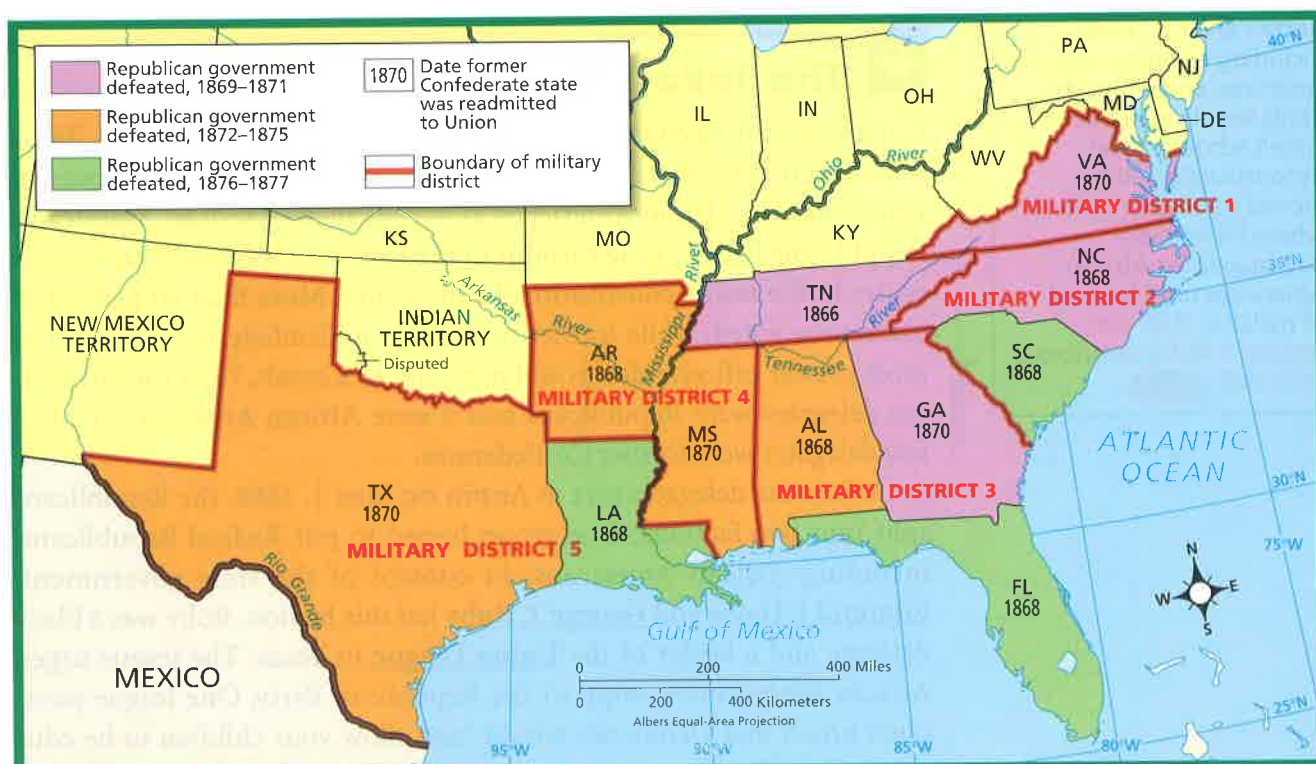 Republican government
defeated, 1869–1871
Republican government
defeated, 1872–1875
Republican government
defeated, 1876–1877
1870
Date former
Confederate state
was readmitted
to Union
Boundary of military
district
PA
NJ
MD
DE
OH
IN
IL
WV
VA
1870
MILITARY DISTRICT 1
Ohio
River
KS
MO
KY
River
NC
1868
MILITARY DISTRICT 2
TN
1866
River
NEW MEXICO
TERRITORY
INDIAN
TERRITORY
Disputed
Arkansas
River
AR
1868
Mississippi
MILITARY DISTRICT 4
Tennessee
SC
1868
MS
1870
AL
1868
GA
1870
MILITARY DISTRICT 3
ATLANTIC
OCEAN
TX
1870
LA
1868
MILITARY DISTRICT 5
FL
1868
Rio Grande
Gulf of Mexico
MEXICO
N
W
E
S
0 200 400 Miles
0 200 400 Kilometers
Albers Equal-Area Projection
40°N
35°N
30°N
25°N
95°W
90°W
85°W
80°W
75°W